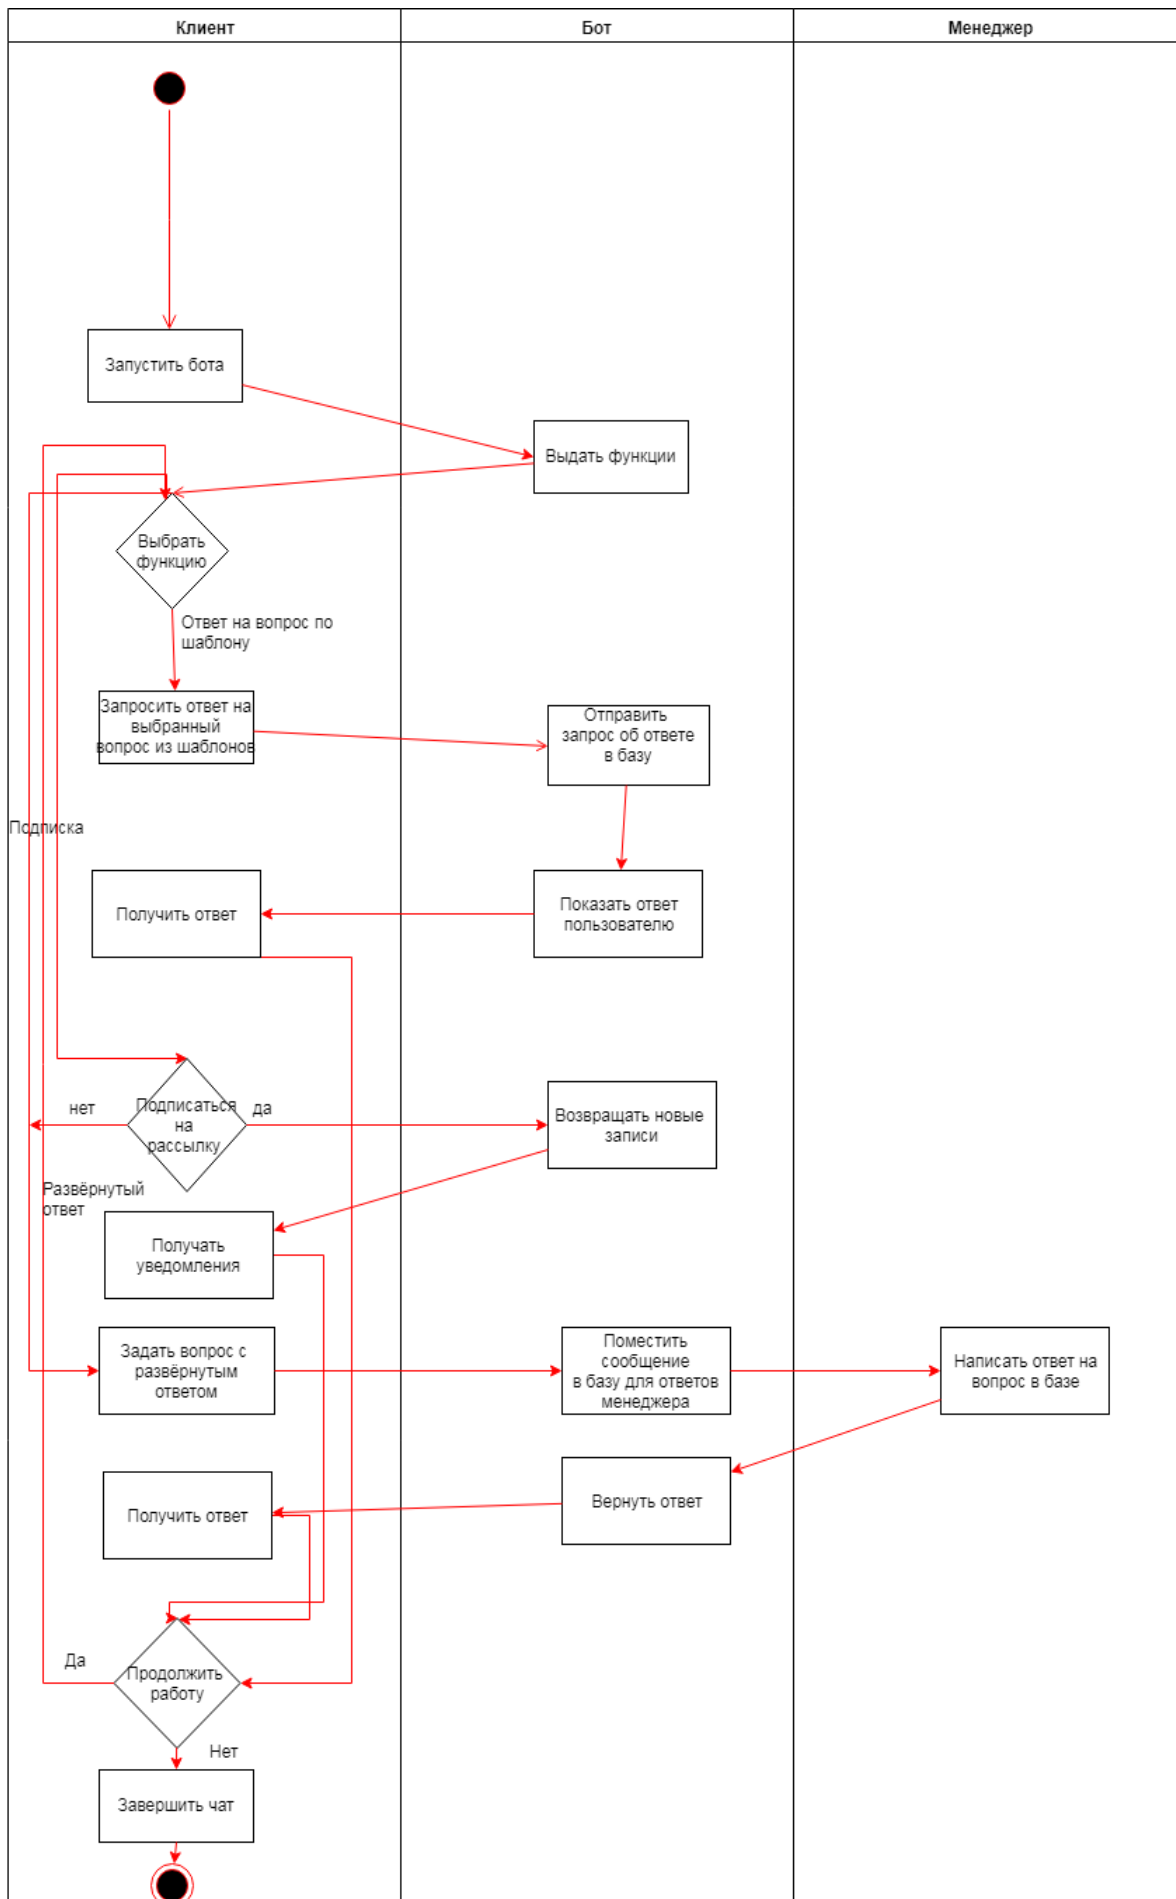 Клиент
Бот
Менеджер
Запустить бота
Выдать функции
Выбрать
функцию
Ответ на вопрос по
шаблону
Запросить ответ на
выбранный
вопрос из шаблонов
Отправить
запрос об ответе
в базу
Подписка
Получить ответ
Показать ответ
пользователю
нет
Подписаться
на
рассылку
да
Возвращать новые
записи
Развёрнутый
ответ
Получать
уведомления
Задать вопрос с
развёрнутым
ответом
Поместить
сообщение
в базу для ответов
менеджера
Написать ответ на
вопрос в базе
Получить ответ
Вернуть ответ
Да
Продолжить
работу
Нет
Завершить чат